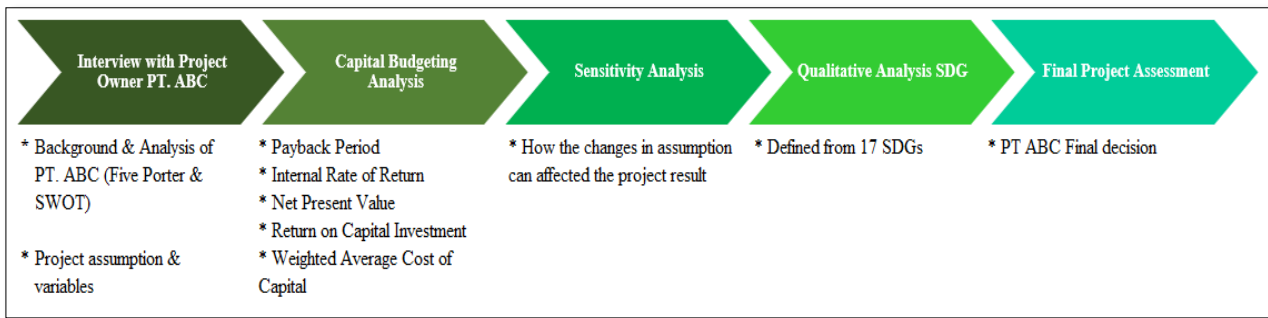 Interview with Project
Owner PT. ABC
Capital Budgeting
Analysis
Sensitivity Analysis
Qualitative Analysis SDG
Final Project Assessment
* Background & Analysis of
PT. ABC (Five Porter &
SWOT)
* Project assumption &
variables
* Payback Period
* Internal Rate of Return
* Net Present Value
* Return on Capital Investment
* Weighted Average Cost of
Capital
* How the changes in assumption
can affected the project result
* Defined from 17 SDGs
* PT ABC Final decision